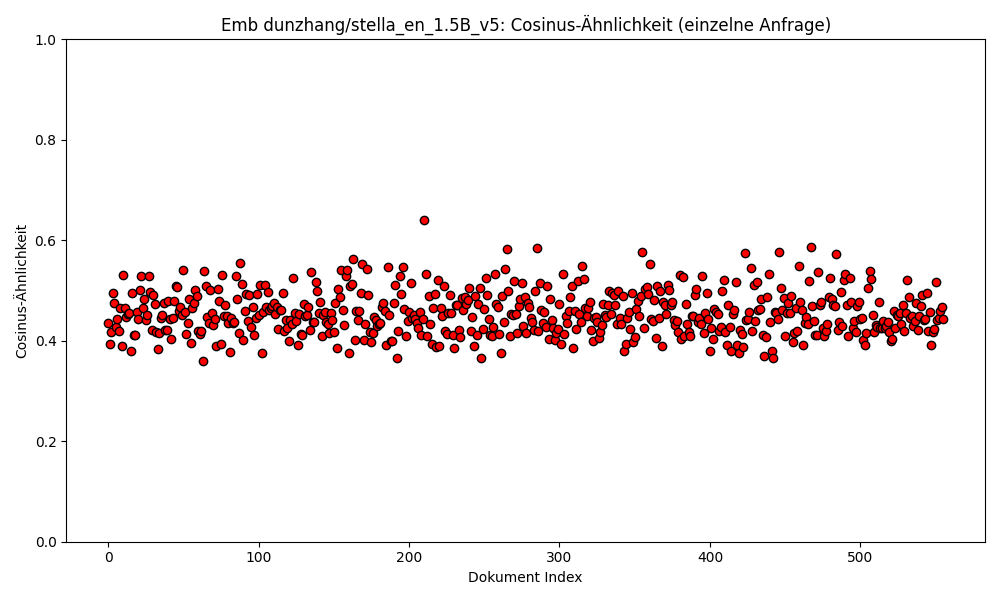 Emb dunzhang/stella_en_1.5B_v5: Cosinus-Ähnlichkeit (einzelne Anfrage)
1.0
0.8
0.6
0.4
0.2
0.0
Cosinus-Ähnlichkeit
0 100 200 300 400 500
Dokument Index